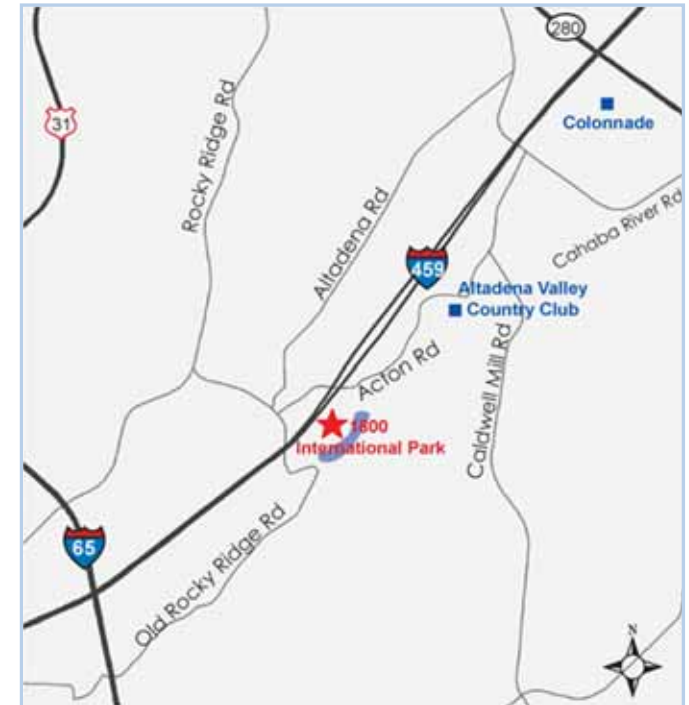 280
31
Colonnade
Rocky Ridge Rd
Altadena Rd
Cahaba River Rd
459
Altadena Valley
Country Club
Acton Rd
Caldwell Mill Rd
1800
International Park
65
Old Rocky Ridge Rd
N